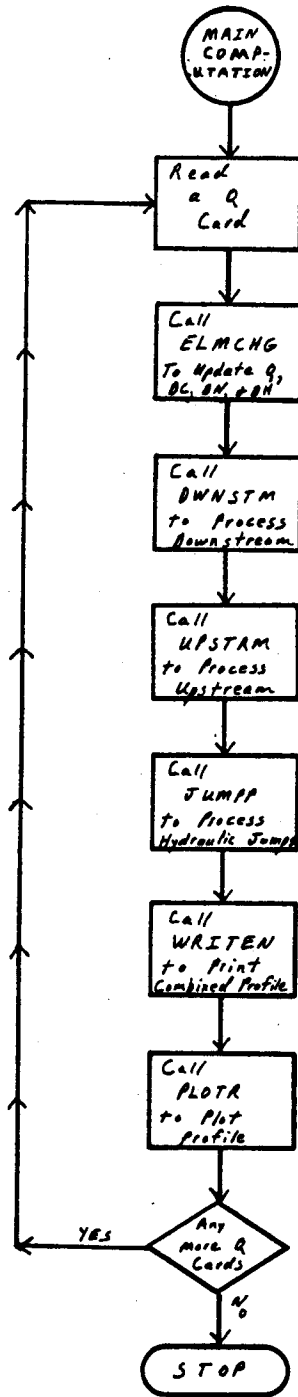 MAIN
COMP-
UTATION
Read
a Q
Card
Call
ELMCHG
To Update Q,
DC, DN, + DH
Call
DWNSTM
to Process
Downstream
Call
UPSTRM
to Process
Upstream
Call
JUMPP
to Process
Hydraulic Jumps
Call
WRITEN
to Print
Combined Profile
Call
PLOTR
to Plot
Profile
Any
more Q
Cards
YES
No
STOP